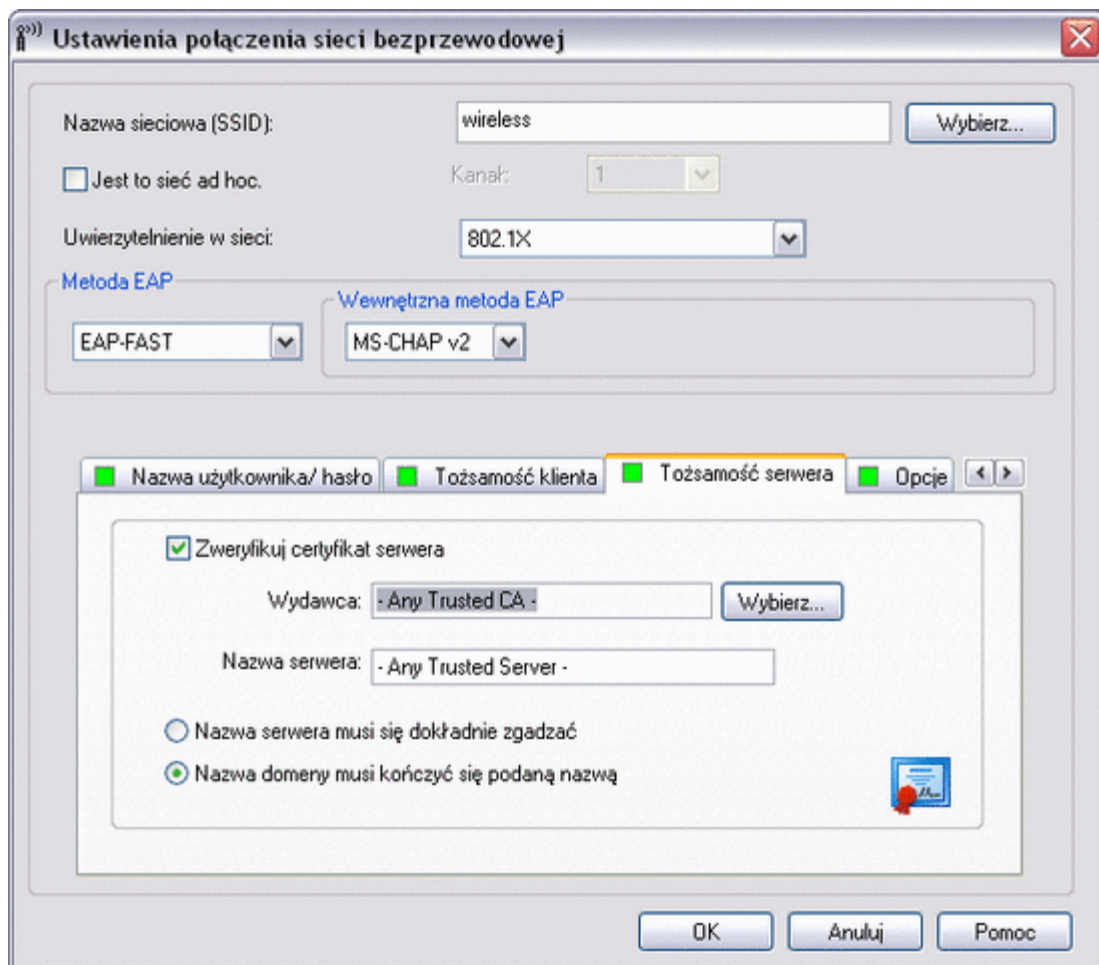 Ustawienia połączenia sieci bezprzewodowej
Nazwa sieciowa (SSID): wireless Wybierz...
Jest to sieć ad hoc. Kanał: 1
Uwierzytelnienie w sieci: 802.1X
Metoda EAP
Wewnętrzna metoda EAP
EAP-FAST MS-CHAP v2
Nazwa użytkownika/ hasło Tożsamość klienta Tożsamość serwera Opcje
Zweryfikuj certyfikat serwera
Wydawca: - Any Trusted CA - Wybierz...
Nazwa serwera: - Any Trusted Server -
Nazwa serwera musi się dokładnie zgadzać
Nazwa domeny musi kończyć się podaną nazwą
OK Anuluj Pomoc